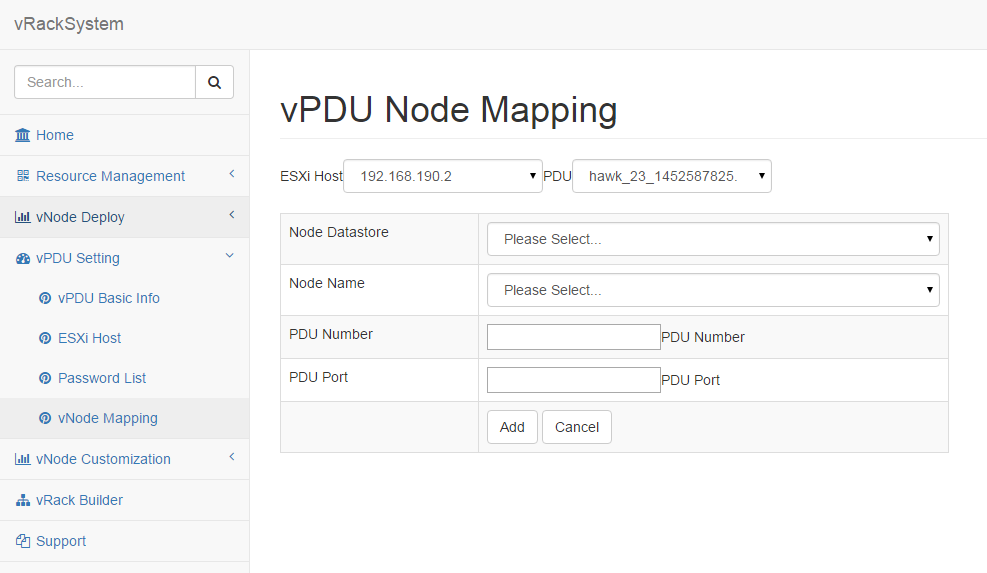 vRackSystem
Search...
Home
Resource Management
vNode Deploy
vPDU Setting
vPDU Basic Info
ESXi Host
Password List
vNode Mapping
vNode Customization
vRack Builder
Support
vPDU Node Mapping
ESXi Host 192.168.190.2 PDU hawk_23_1452587825.
Node Datastore Please Select...
Node Name Please Select...
PDU Number PDU Number
PDU Port PDU Port
Add Cancel